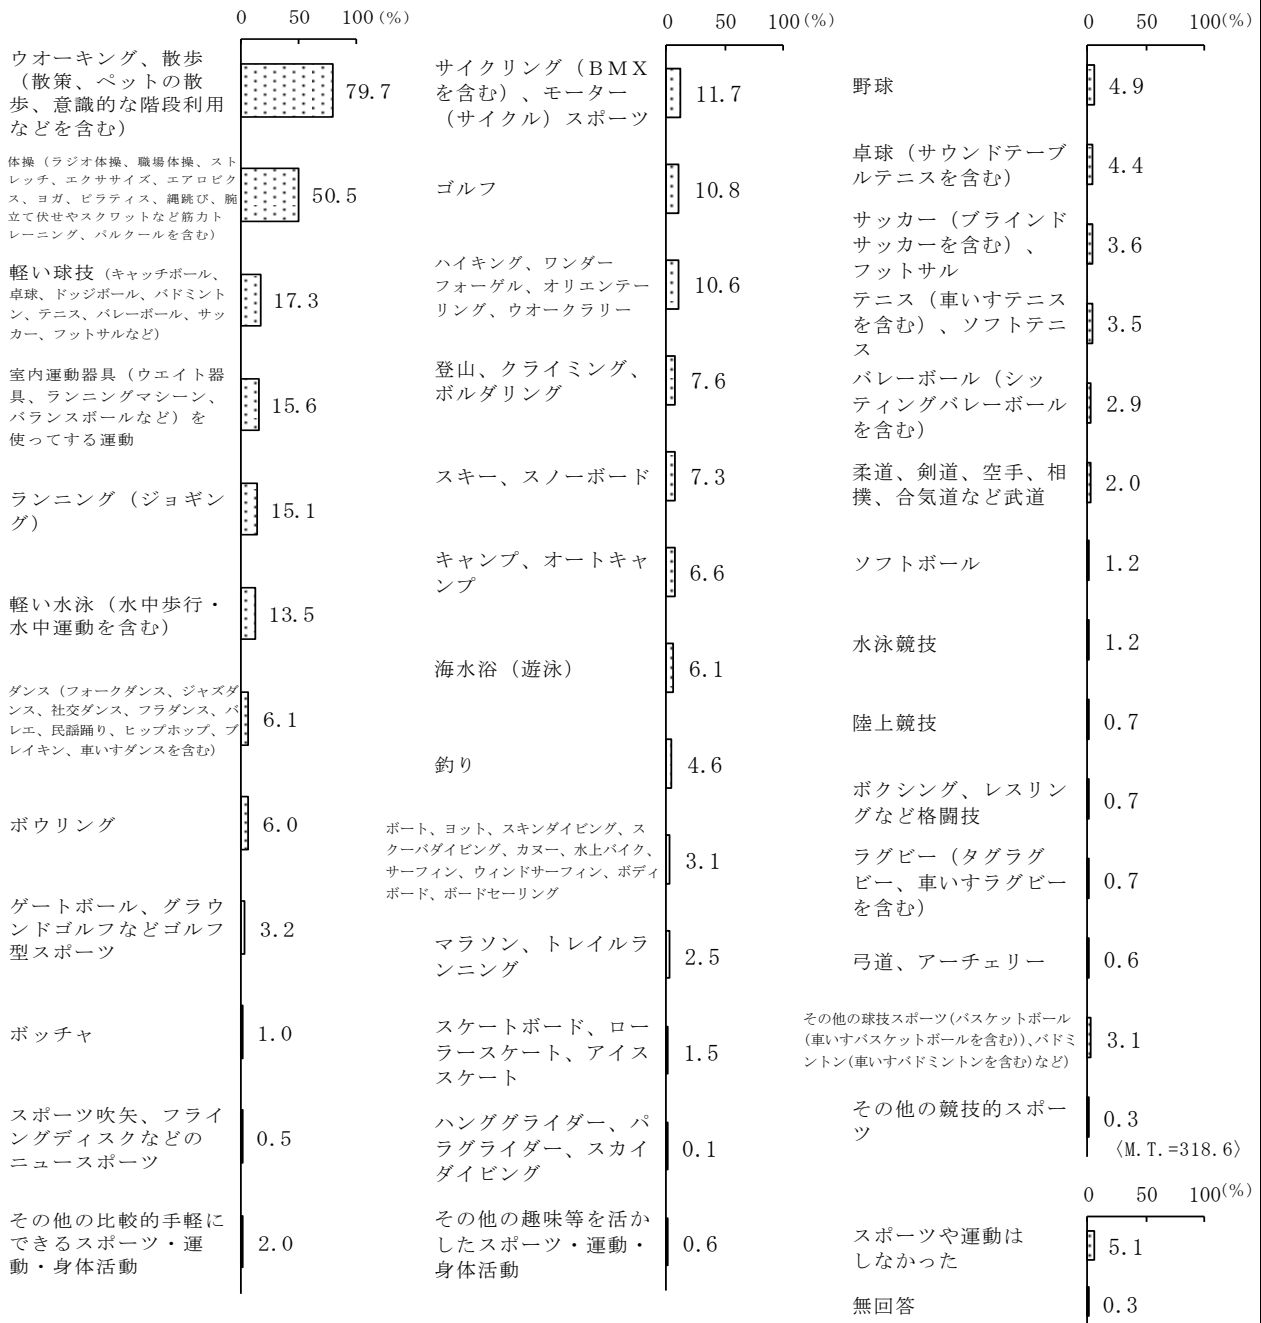 0 50 100(%)
ウオーキング、散歩
（散策、ペットの散
歩、意識的な階段利用
などを含む）
79.7
体操（ラジオ体操、職場体操、スト
レッチ、エクササイズ、エアロビク
ス、ヨガ、ピラティス、縄跳び、腕
立て伏せやスクワットなど筋力ト
レーニング、パルクールを含む）
50.5
軽い球技（キャッチボール、
卓球、ドッジボール、バドミント
ン、テニス、バレーボール、サッ
カー、フットサルなど）
17.3
室内運動器具（ウエイト器
具、ランニングマシーン、
バランスボールなど）を
使ってする運動
15.6
ランニング（ジョギン
グ）
15.1
軽い水泳（水中歩行・
水中運動を含む）
13.5
ダンス（フォークダンス、ジャズダ
ンス、社交ダンス、フラダンス、バ
レエ、民謡踊り、ヒップホップ、ブ
レイキン、車いすダンスを含む）
6.1
ボウリング
6.0
ゲートボール、グラウ
ンドゴルフなどゴルフ
型スポーツ
3.2
ボッチャ
1.0
スポーツ吹矢、フライ
ングディスクなどの
ニュースポーツ
0.5
その他の比較的手軽に
できるスポーツ・運
動・身体活動
2.0
0 50 100(%)
サイクリング（ＢＭＸ
を含む）、モーター
（サイクル）スポーツ
11.7
ゴルフ
10.8
ハイキング、ワンダー
フォーゲル、オリエンテー
リング、ウオークラリー
10.6
登山、クライミング、
ボルダリング
7.6
スキー、スノーボード
7.3
キャンプ、オートキャ
ンプ
6.6
海水浴（遊泳）
6.1
釣り
4.6
ボート、ヨット、スキンダイビング、ス
クーバダイビング、カヌー、水上バイク、
サーフィン、ウィンドサーフィン、ボディ
ボード、ボードセーリング
3.1
マラソン、トレイルラ
ンニング
2.5
スケートボード、ロー
ラースケート、アイス
スケート
1.5
ハンググライダー、パ
ラグライダー、スカイ
ダイビング
0.1
その他の趣味等を活か
したスポーツ・運動・
身体活動
0.6
0 50 100(%)
野球
4.9
卓球（サウンドテーブ
ルテニスを含む）
4.4
サッカー（ブラインド
サッカーを含む）、
フットサル
3.6
テニス（車いすテニス
を含む）、ソフトテニ
ス
3.5
バレーボール（シッ
ティングバレーボール
を含む）
2.9
柔道、剣道、空手、相
撲、合気道など武道
2.0
ソフトボール
1.2
水泳競技
1.2
陸上競技
0.7
ボクシング、レスリン
グなど格闘技
0.7
ラグビー（タグラグ
ビー、車いすラグビー
を含む）
0.7
弓道、アーチェリー
0.6
その他の球技スポーツ(バスケットボール
(車いすバスケットボールを含む))、バドミ
ントン(車いすバドミントンを含む)など)
3.1
その他の競技的スポー
ツ
0.3
〈M.T.=318.6〉
0 50 100(%)
スポーツや運動は
しなかった
5.1
無回答
0.3